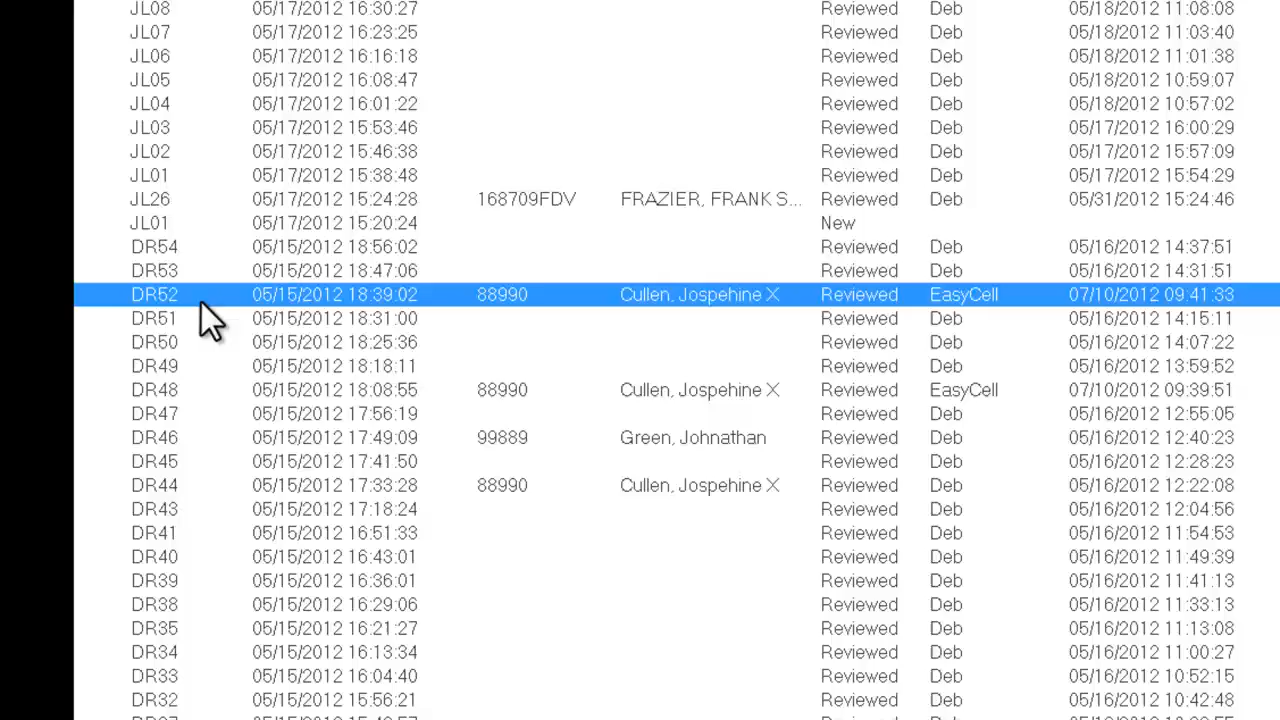 JL08 05/17/2012 16:30:27 Reviewed Deb 05/18/2012 11:08:08
JL07 05/17/2012 16:23:25 Reviewed Deb 05/18/2012 11:03:40
JL06 05/17/2012 16:16:18 Reviewed Deb 05/18/2012 11:01:38
JL05 05/17/2012 16:08:47 Reviewed Deb 05/18/2012 10:59:07
JL04 05/17/2012 16:01:22 Reviewed Deb 05/18/2012 10:57:02
JL03 05/17/2012 15:53:46 Reviewed Deb 05/17/2012 16:00:29
JL02 05/17/2012 15:46:38 Reviewed Deb 05/17/2012 15:57:09
JL01 05/17/2012 15:38:48 Reviewed Deb 05/17/2012 15:54:29
JL26 05/17/2012 15:24:28 168709FDV FRAZIER, FRANK S... Reviewed Deb 05/31/2012 15:24:46
JL01 05/17/2012 15:20:24 New
DR54 05/15/2012 18:56:02 Reviewed Deb 05/16/2012 14:37:51
DR53 05/15/2012 18:47:06 Reviewed Deb 05/16/2012 14:31:51
DR52 05/15/2012 18:39:02 88990 Cullen, Jospehine X Reviewed EasyCell 07/10/2012 09:41:33
DR51 05/15/2012 18:31:00 Reviewed Deb 05/16/2012 14:15:11
DR50 05/15/2012 18:25:36 Reviewed Deb 05/16/2012 14:07:22
DR49 05/15/2012 18:18:11 Reviewed Deb 05/16/2012 13:59:52
DR48 05/15/2012 18:08:55 88990 Cullen, Jospehine X Reviewed EasyCell 07/10/2012 09:39:51
DR47 05/15/2012 17:56:19 Reviewed Deb 05/16/2012 12:55:05
DR46 05/15/2012 17:49:09 99889 Green, Johnathan Reviewed Deb 05/16/2012 12:40:23
DR45 05/15/2012 17:41:50 Reviewed Deb 05/16/2012 12:28:23
DR44 05/15/2012 17:33:28 88990 Cullen, Jospehine X Reviewed Deb 05/16/2012 12:22:08
DR43 05/15/2012 17:18:24 Reviewed Deb 05/16/2012 12:04:56
DR41 05/15/2012 16:51:33 Reviewed Deb 05/16/2012 11:54:53
DR40 05/15/2012 16:43:01 Reviewed Deb 05/16/2012 11:49:39
DR39 05/15/2012 16:36:01 Reviewed Deb 05/16/2012 11:41:13
DR38 05/15/2012 16:29:06 Reviewed Deb 05/16/2012 11:33:13
DR35 05/15/2012 16:21:27 Reviewed Deb 05/16/2012 11:13:08
DR34 05/15/2012 16:13:34 Reviewed Deb 05/16/2012 11:00:27
DR33 05/15/2012 16:04:40 Reviewed Deb 05/16/2012 10:52:15
DR32 05/15/2012 15:56:21 Reviewed Deb 05/16/2012 10:42:48